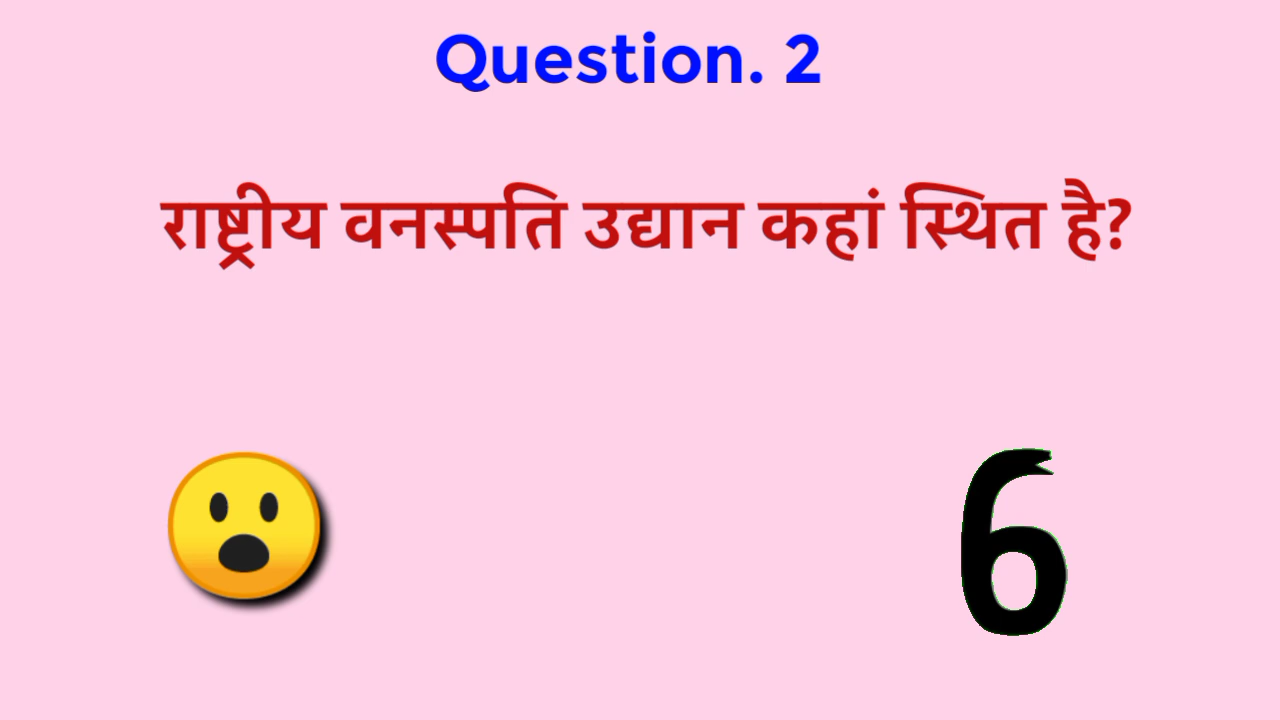 Question. 2
राष्ट्रीय वनस्पति उद्यान कहां स्थित है?
6